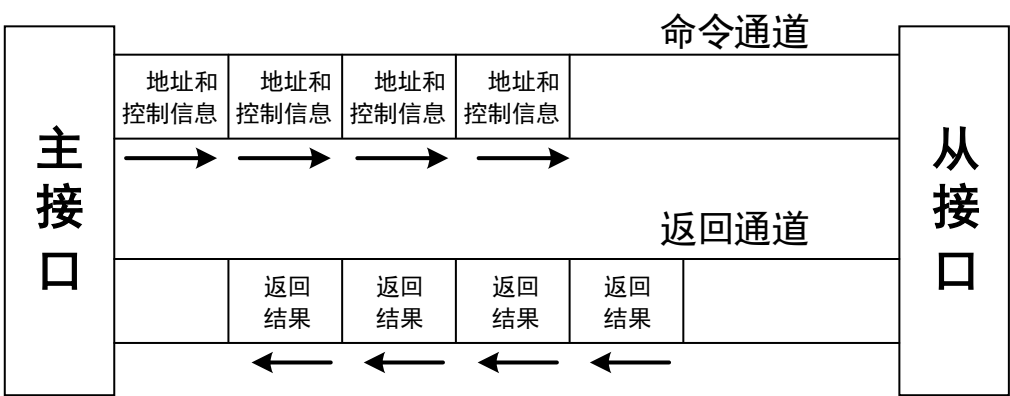 命令通道
主接口
地址和
控制信息
地址和
控制信息
地址和
控制信息
地址和
控制信息
从接口
返回通道
返回
结果
返回
结果
返回
结果
返回
结果